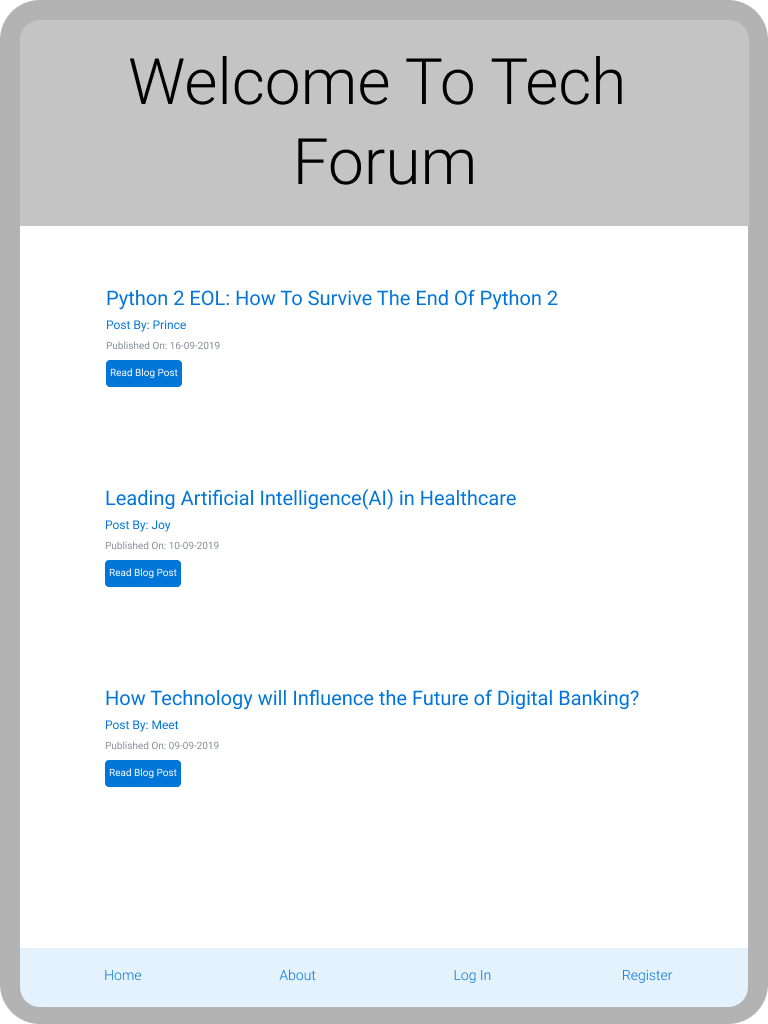 Welcome To Tech
Forum
Python 2 EOL: How To Survive The End Of Python 2
Post By: Prince
Published On: 16-09-2019
Read Blog Post
Leading Artificial Intelligence(AI) in Healthcare
Post By: Joy
Published On: 10-09-2019
Read Blog Post
How Technology will Influence the Future of Digital Banking?
Post By: Meet
Published On: 09-09-2019
Read Blog Post
Home About Log In Register